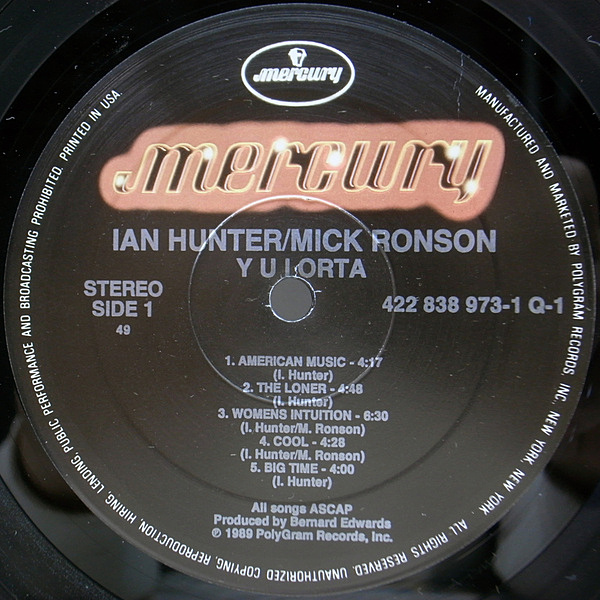 mercury
mercury
IAN HUNTER/MICK RONSON
Y U I ORTA
STEREO
SIDE 1
49
422 838 973-1 Q-1
1. AMERICAN MUSIC - 4:17
(I. Hunter)
2. THE LONER - 4:48
(I. Hunter)
3. WOMENS INTUITION - 6:30
(I. Hunter/M. Ronson)
4. COOL - 4:28
(I. Hunter/M. Ronson)
5. BIG TIME - 4:00
(I. Hunter)
All songs ASCAP
Produced by Bernard Edwards
℗ 1989 PolyGram Records, Inc.
MANUFACTURED AND MARKETED BY POLYGRAM RECORDS INC. NEW YORK, NEW YORK. ALL RIGHTS RESERVED. UNAUTHORIZED COPYING, REPRODUCTION HIRING, LENDING, PUBLIC PERFORMANCE AND BROADCASTING PROHIBITED. PRINTED IN USA.